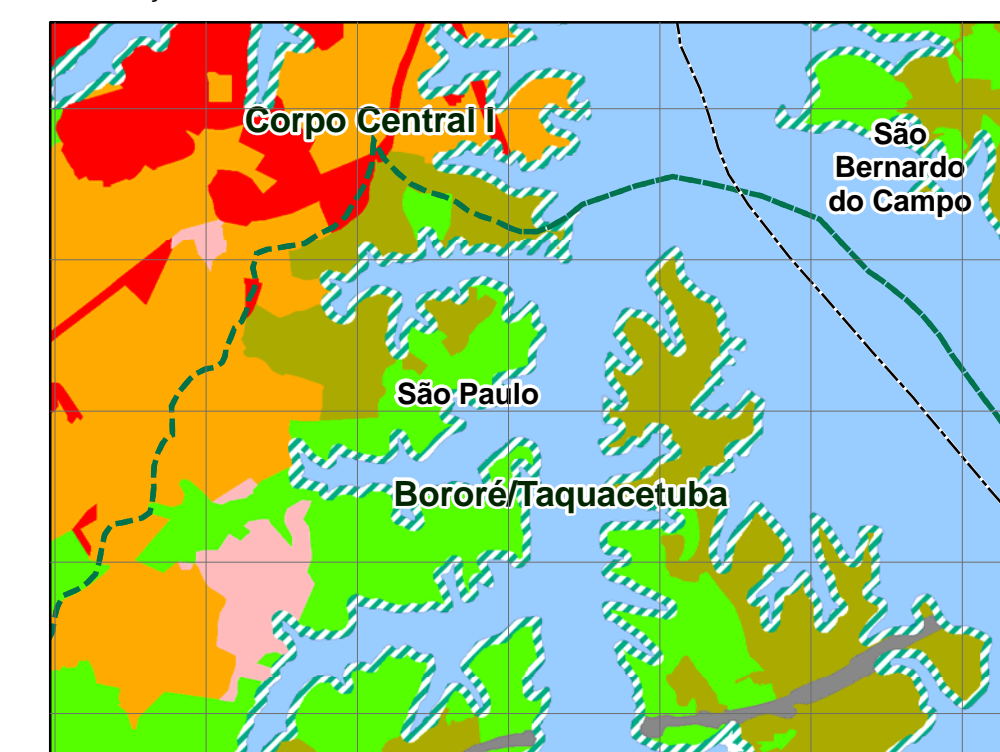 Corpo Central I
São
Bernardo
do Campo
São Paulo
Bororé/Taquacetuba